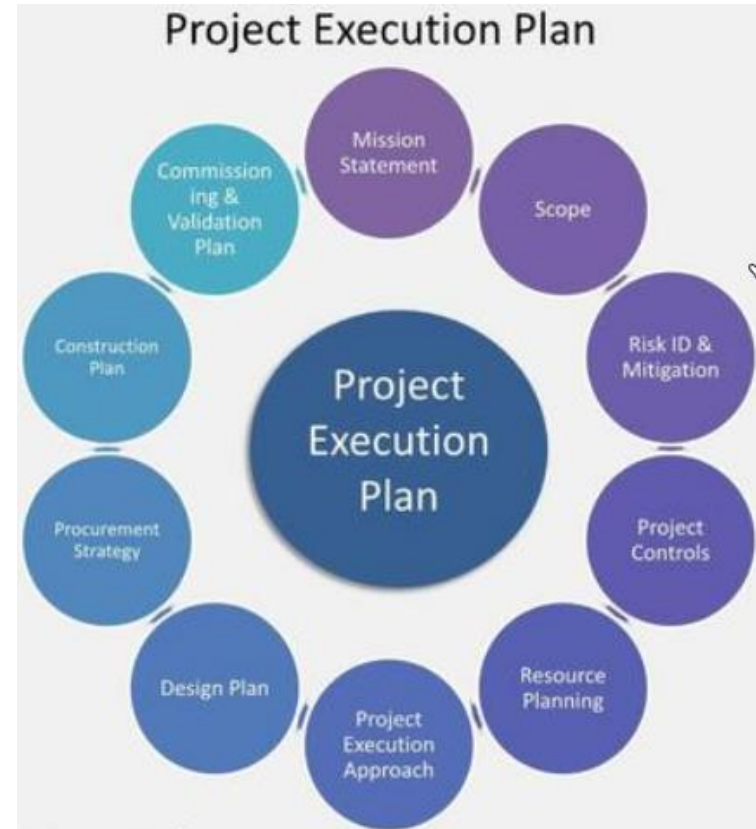 Project Execution Plan
Mission
Statement
Scope
Risk ID &
Mitigation
Project
Controls
Resource
Planning
Project
Execution
Approach
Design Plan
Procurement
Strategy
Construction
Plan
Commission
ing &
Validation
Plan
Project
Execution
Plan